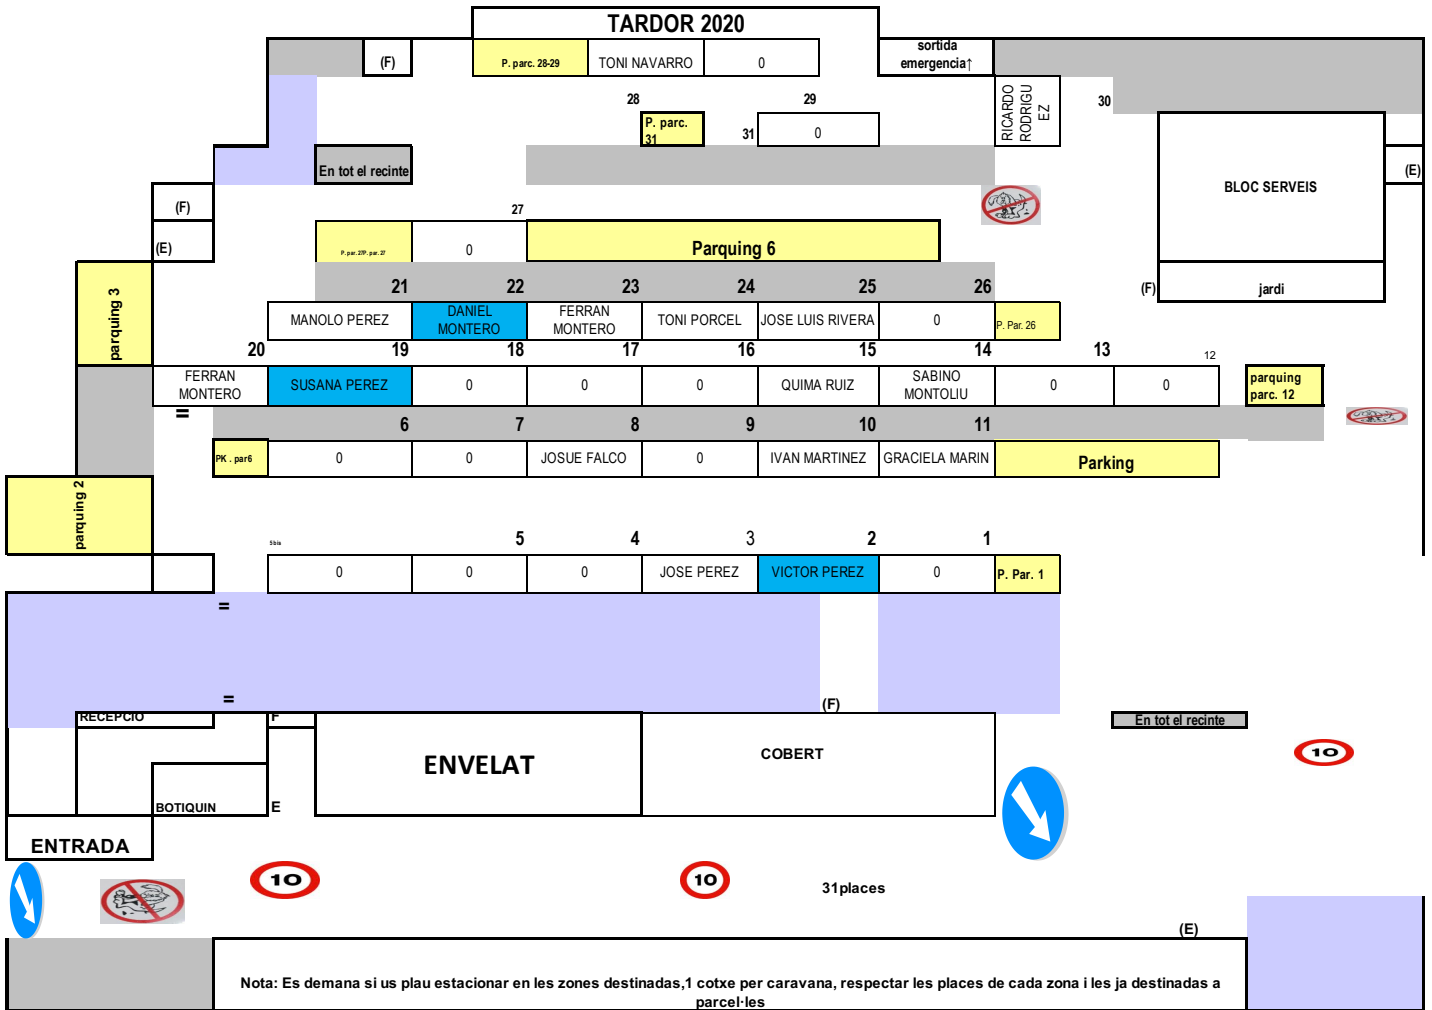 TARDOR 2020
(F)
P. parc. 28-29
TONI NAVARRO
0
sortida
emergencia↑
28
29
RICARDO
RODRIGU
EZ
30
P. parc.
31
31
0
En tot el recinte
BLOC SERVEIS
(E)
(F)
27
(E)
P. par. 27P. par. 27
0
Parquing 6
parquing 3
21
22
23
24
25
26
(F)
jardi
MANOLO PEREZ
DANIEL
MONTERO
FERRAN
MONTERO
TONI PORCEL
JOSE LUIS RIVERA
0
P. Par. 26
20
19
18
17
16
15
14
13
12
FERRAN
MONTERO
SUSANA PEREZ
0
0
0
QUIMA RUIZ
SABINO
MONTOLIU
0
0
parquing
parc. 12
=
6
7
8
9
10
11
PK . par6
0
0
JOSUE FALCO
0
IVAN MARTINEZ
GRACIELA MARIN
Parking
parquing 2
5bis
5
4
3
2
1
0
0
0
JOSE PEREZ
VICTOR PEREZ
0
P. Par. 1
=
=
(F)
RECEPCIO
F
En tot el recinte
ENVELAT
COBERT
10
BOTIQUIN
E
ENTRADA
10
10
31places
(E)
Nota: Es demana si us plau estacionar en les zones destinades,1 cotxe per caravana, respectar les places de cada zona i les ja destinades a
parcel·les